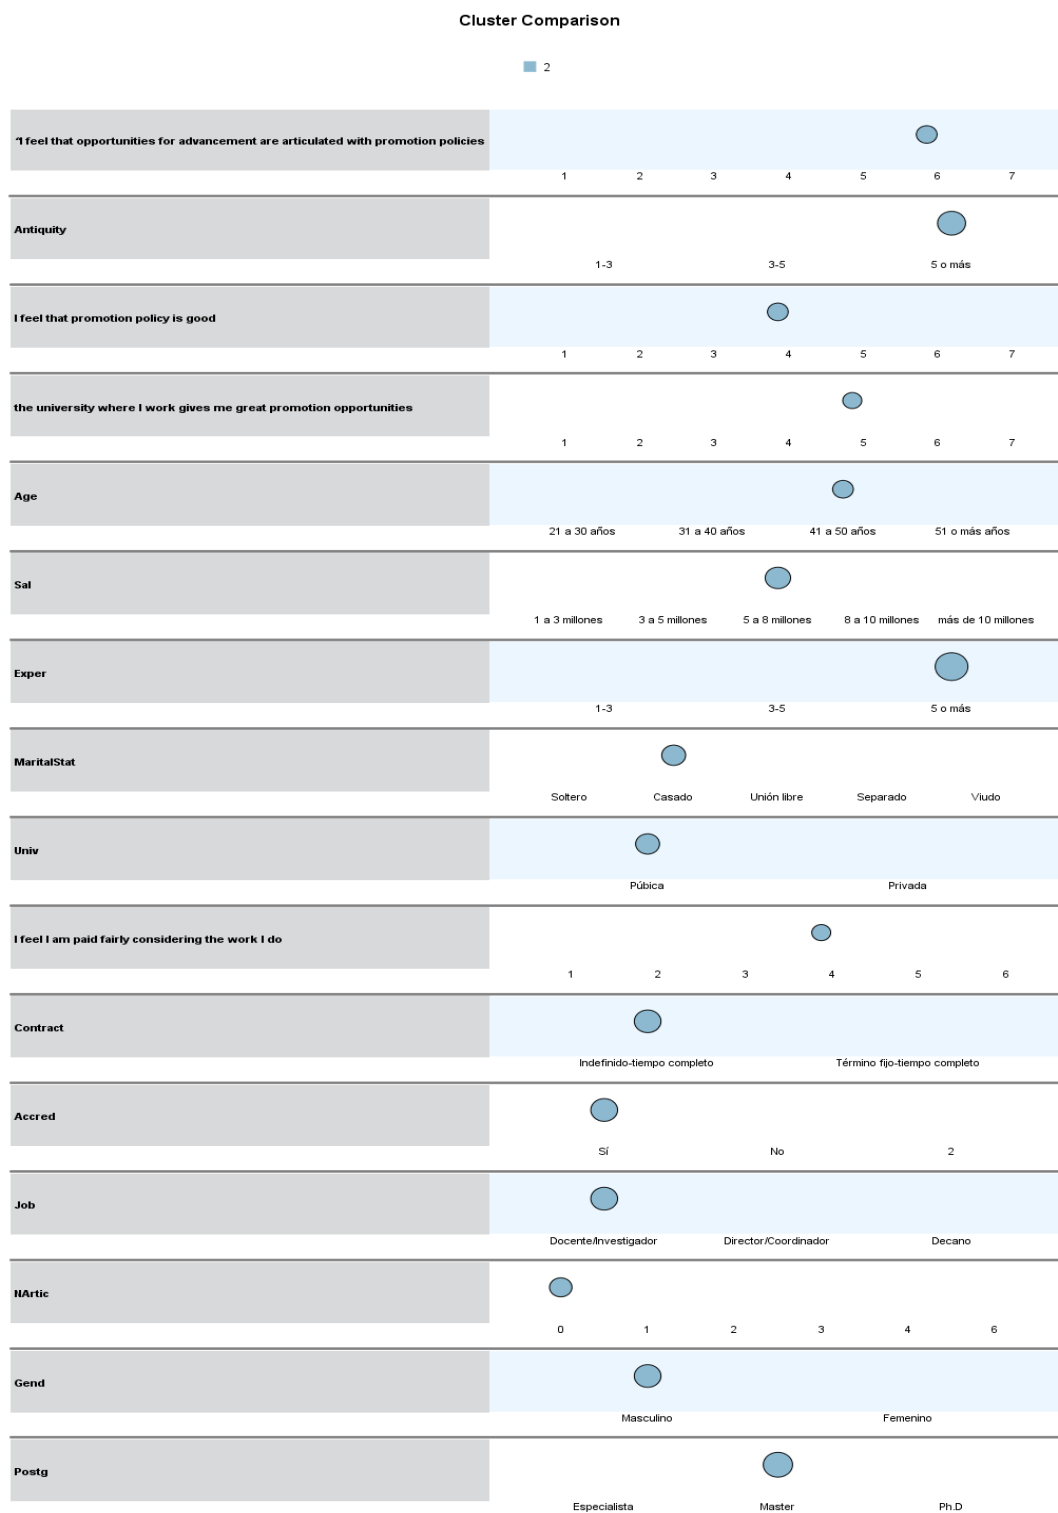 Cluster Comparison
2
"I feel that opportunities for advancement are articulated with promotion policies
1 2 3 4 5 6 7
Antiquity
1-3 3-5 5 o más
I feel that promotion policy is good
1 2 3 4 5 6 7
the university where I work gives me great promotion opportunities
1 2 3 4 5 6 7
Age
21 a 30 años 31 a 40 años 41 a 50 años 51 o más años
Sal
1 a 3 millones 3 a 5 millones 5 a 8 millones 8 a 10 millones más de 10 millones
Exper
1-3 3-5 5 o más
MaritalStat
Soltero Casado Unión libre Separado Viudo
Univ
Púbica Privada
I feel I am paid fairly considering the work I do
1 2 3 4 5 6
Contract
Indefinido-tiempo completo Término fijo-tiempo completo
Accred
Sí No 2
Job
Docente/Investigador Director/Coordinador Decano
NArtic
0 1 2 3 4 6
Gend
Masculino Femenino
Postg
Especialista Master Ph.D